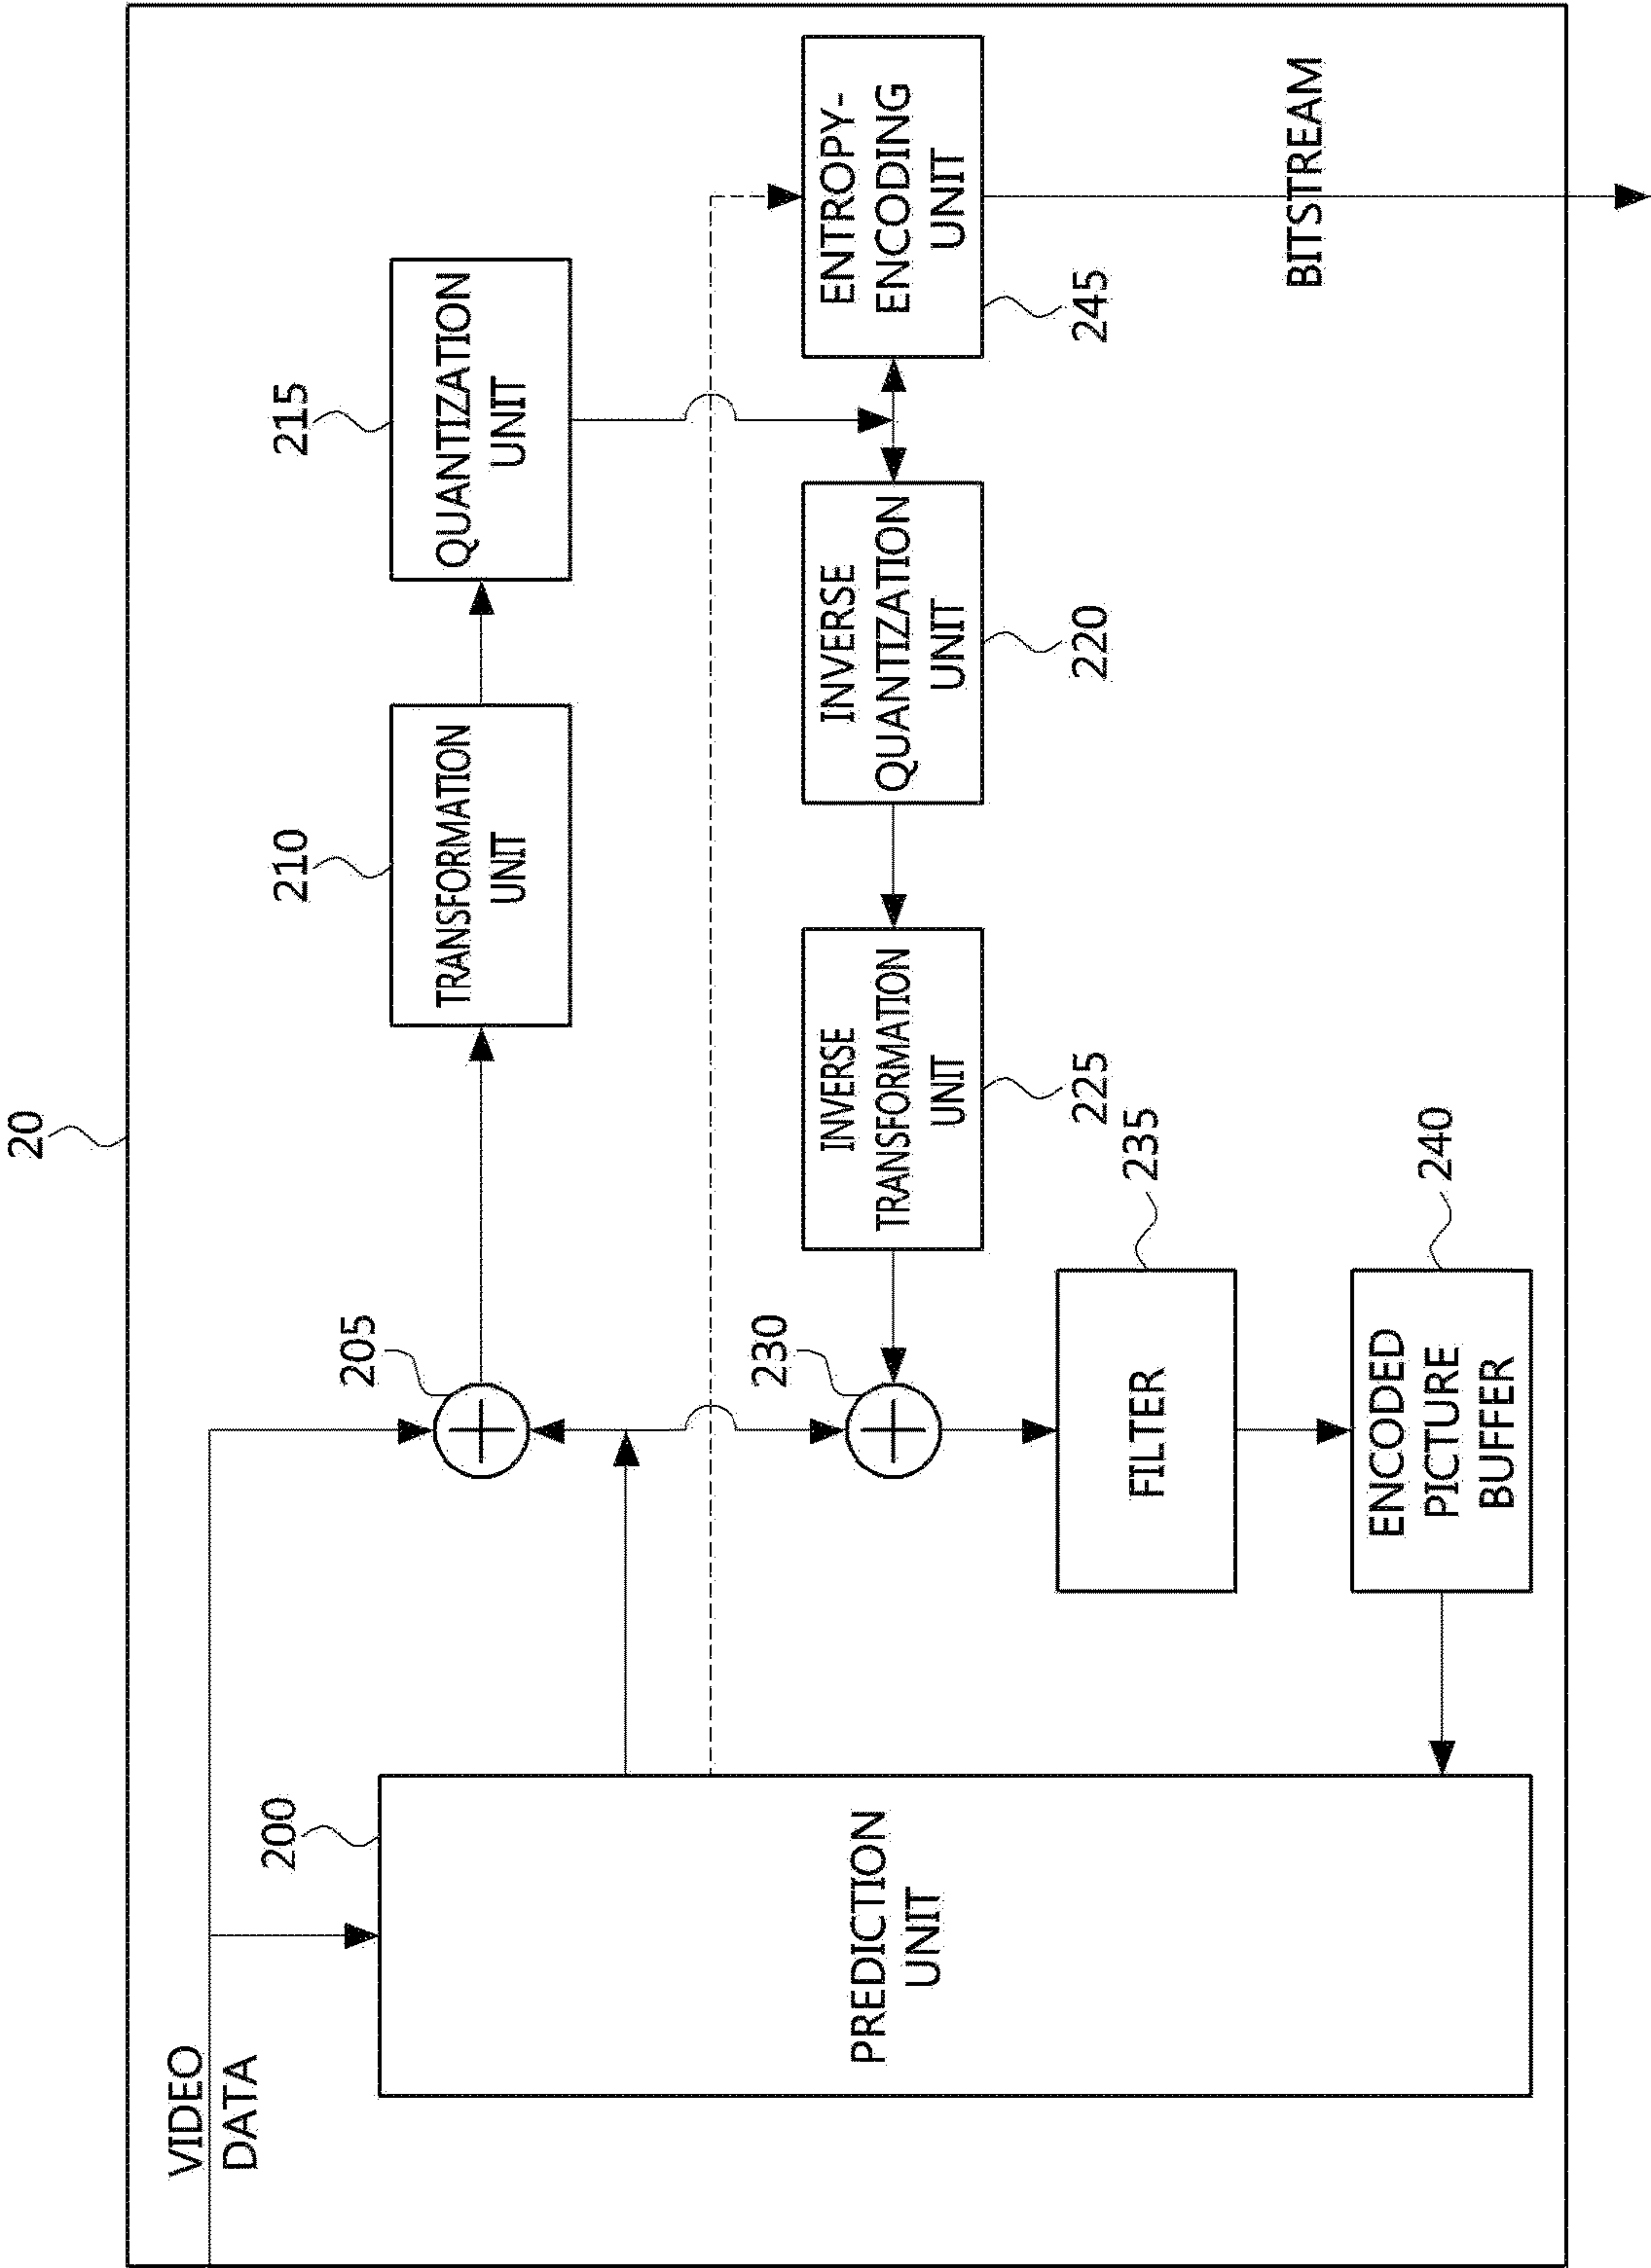 20
VIDEO
DATA
200
PREDICTION
UNIT
205
210
TRANSFORMATION
UNIT
215
QUANTIZATION
UNIT
230
INVERSE
TRANSFORMATION
UNIT
225
INVERSE
QUANTIZATION
UNIT
220
ENTROPY-
ENCODING
UNIT
245
FILTER
235
ENCODED
PICTURE
BUFFER
240
BITSTREAM